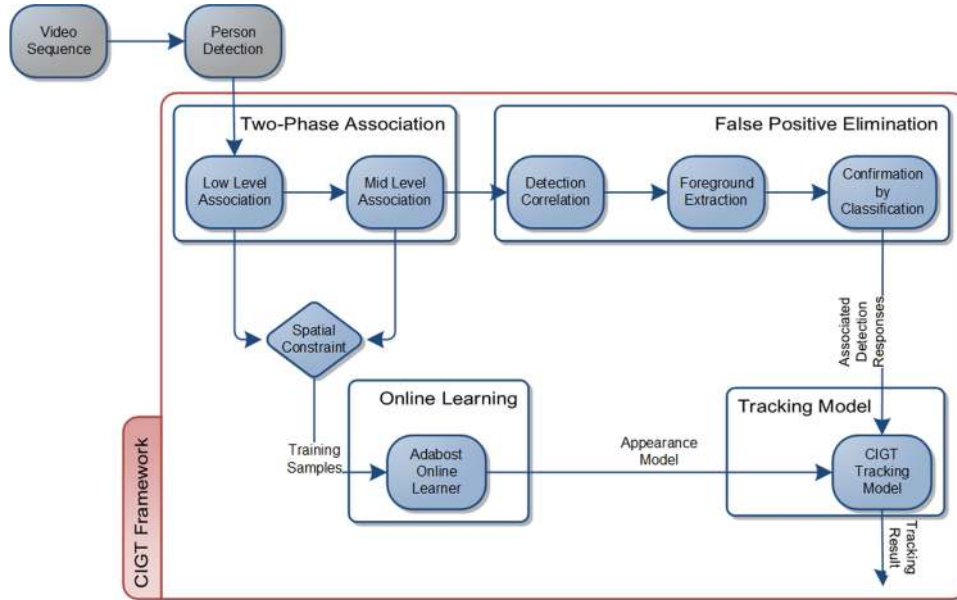 Video
Sequence
Person
Detection
Two-Phase Association
False Positive Elimination
Low Level
Association
Mid Level
Association
Detection
Correlation
Foreground
Extraction
Confirmation
by
Classification
Spatial
Constraint
Associated
Detection
Responses
Online Learning
Tracking Model
Training
Samples
Adabost
Online
Learner
Appearance
Model
CIGT
Tracking
Model
Tracking
Result
CIGT Framework